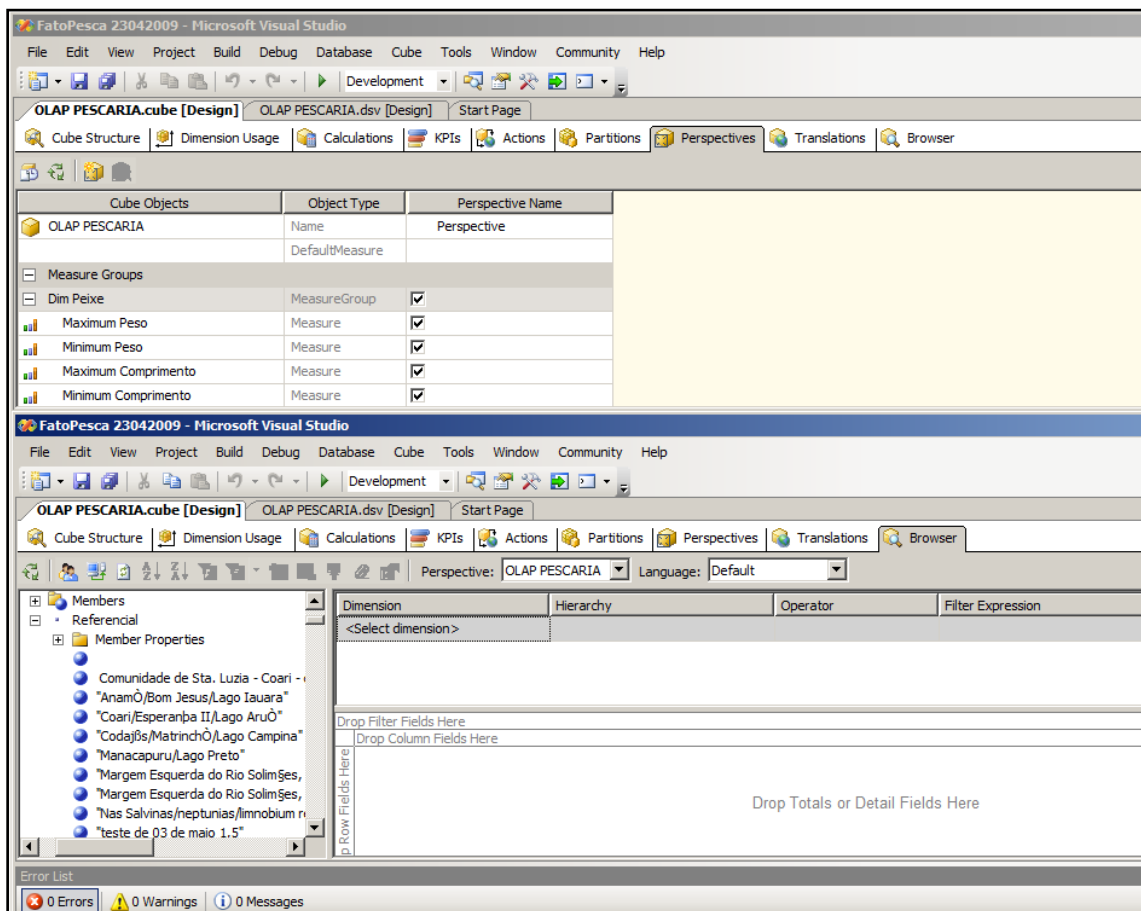 FatoPesca 23042009 - Microsoft Visual Studio
File Edit View Project Build Debug Database Cube Tools Window Community Help
Development
OLAP PESCARIA.cube [Design] OLAP PESCARIA.dsv [Design] Start Page
Cube Structure Dimension Usage Calculations KPIs Actions Partitions Perspectives Translations Browser
Cube Objects Object Type Perspective Name
OLAP PESCARIA Name Perspective
DefaultMeasure
Measure Groups
Dim Peixe MeasureGroup
Maximum Peso Measure
Minimum Peso Measure
Maximum Comprimento Measure
Minimum Comprimento Measure
FatoPesca 23042009 - Microsoft Visual Studio
File Edit View Project Build Debug Database Cube Tools Window Community Help
Development
OLAP PESCARIA.cube [Design] OLAP PESCARIA.dsv [Design] Start Page
Cube Structure Dimension Usage Calculations KPIs Actions Partitions Perspectives Translations Browser
Perspective: OLAP PESCARIA Language: Default
Members
Referencial
Member Properties
Comunidade de Sta. Luzia - Coari -
"AnamÒ/Bom Jesus/Lago Iauara"
"Coari/Esperanþa II/Lago AruÒ"
"Codajßs/MatrinchÒ/Lago Campina"
"Manacapuru/Lago Preto"
"Margem Esquerda do Rio Solim§es,
"Margem Esquerda do Rio Solim§es,
"Nas Salvinas/neptunias/limnobium
"teste de 03 de maio 1.5"
Dimension Hierarchy Operator Filter Expression
<Select dimension>
Drop Filter Fields Here
Drop Column Fields Here
p Row Fields Here
Drop Totals or Detail Fields Here
Error List
0 Errors 0 Warnings 0 Messages